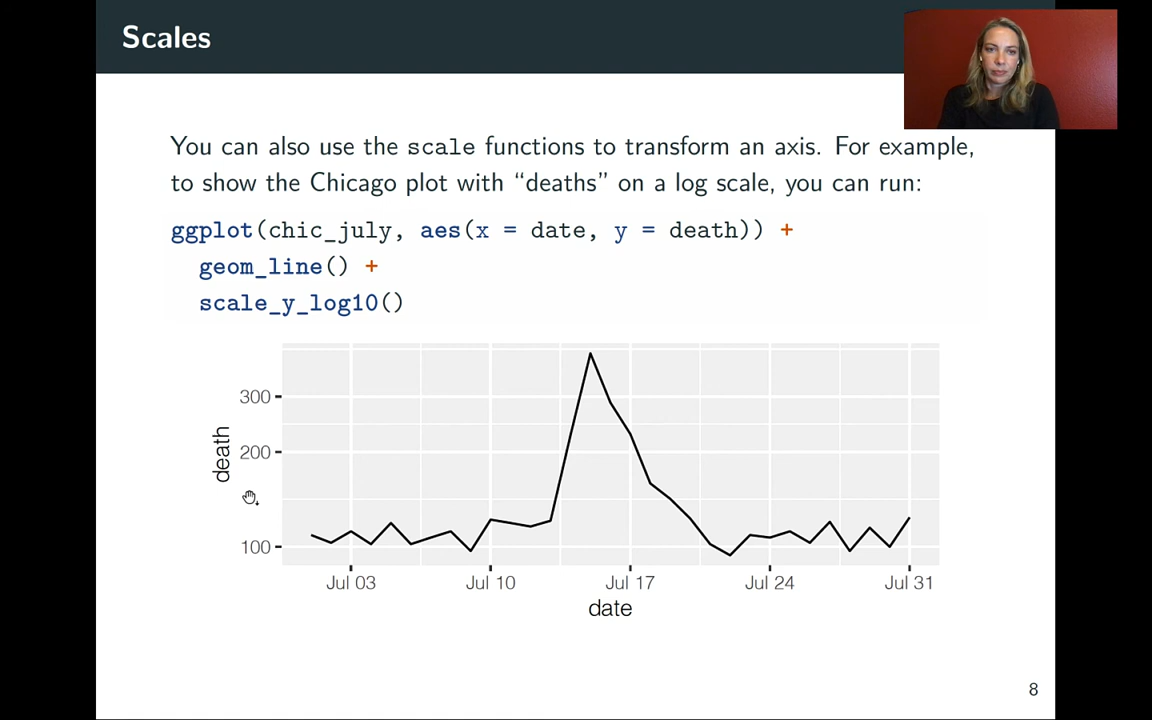 Scales
You can also use the scale functions to transform an axis. For example,
to show the Chicago plot with “deaths” on a log scale, you can run:
ggplot(chic_july, aes(x = date, y = death)) +
geom_line() +
scale_y_log10()
300
200
100
death
Jul 03 Jul 10 Jul 17 Jul 24 Jul 31
date
8